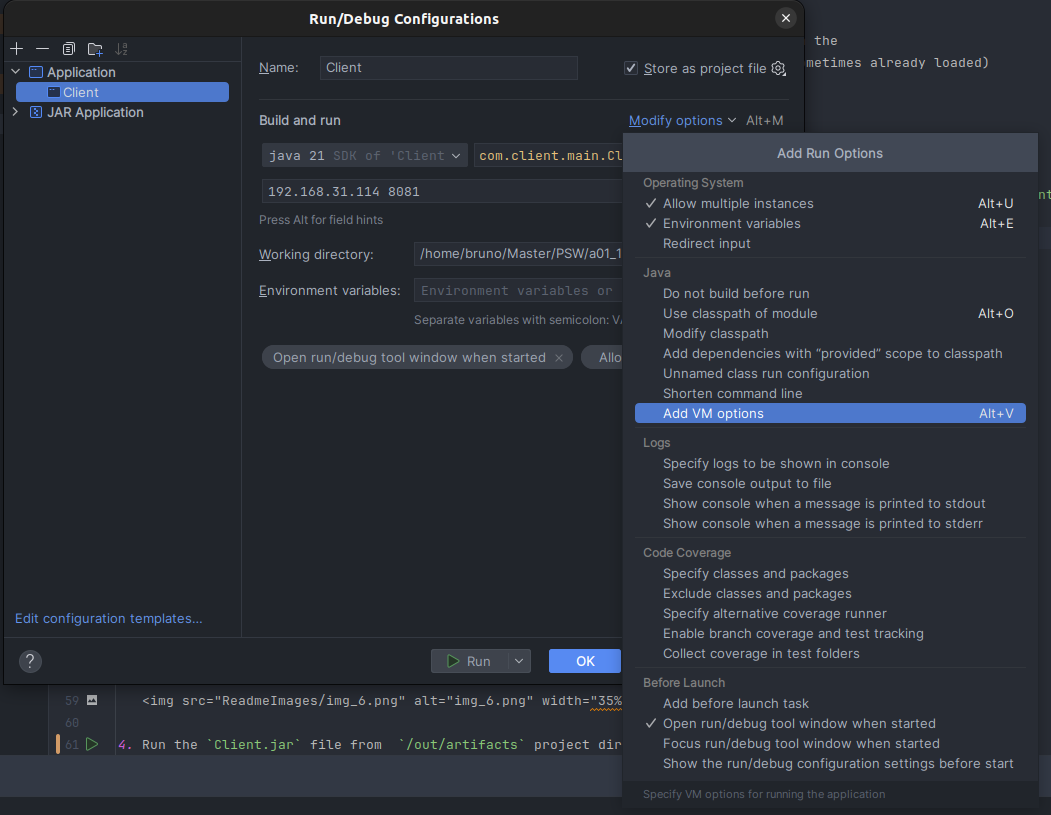 Run/Debug Configurations
Application
Client
JAR Application
Edit configuration templates...
Name:
Client
Store as project file
Build and run
Modify options
Alt+M
java 21 SDK of 'Client
com.client.main.Cl
192.168.31.114 8081
Press Alt for field hints
Working directory:
/home/bruno/Master/PSW/a01_1
Environment variables:
Environment variables or
Separate variables with semicolon: VA
Open run/debug tool window when started ×
Allo
?
Run
OK
Add Run Options
Operating System
✓ Allow multiple instances Alt+U
✓ Environment variables Alt+E
Redirect input
Java
Do not build before run
Use classpath of module Alt+O
Modify classpath
Add dependencies with “provided” scope to classpath
Unnamed class run configuration
Shorten command line
Add VM options Alt+V
Logs
Specify logs to be shown in console
Save console output to file
Show console when a message is printed to stdout
Show console when a message is printed to stderr
Code Coverage
Specify classes and packages
Exclude classes and packages
Specify alternative coverage runner
Enable branch coverage and test tracking
Collect coverage in test folders
Before Launch
Add before launch task
✓ Open run/debug tool window when started
Focus run/debug tool window when started
Show the run/debug configuration settings before start
Specify VM options for running the application
the
metimes already loaded)
nt
59 <img src="ReadmeImages/img_6.png" alt="img_6.png" width="35%
60
61 4. Run the `Client.jar` file from `/out/artifacts` project dir